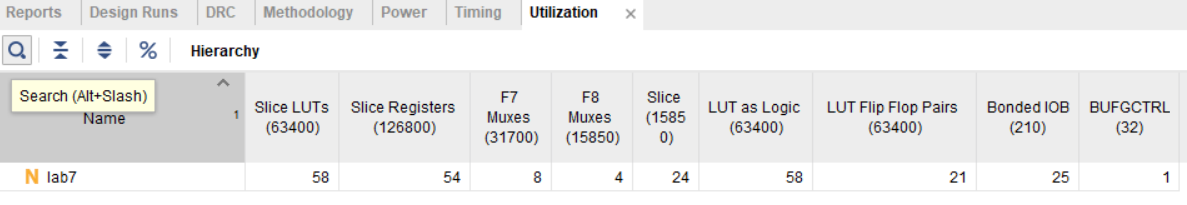 Reports Design Runs DRC Methodology Power Timing Utilization ×
% Hierarchy
Search (Alt+Slash)
Name 1
Slice LUTs
(63400)
Slice Registers
(126800)
F7
Muxes
(31700)
F8
Muxes
(15850)
Slice
(1585
0)
LUT as Logic
(63400)
LUT Flip Flop Pairs
(63400)
Bonded IOB
(210)
BUFGCTRL
(32)
N lab7 58 54 8 4 24 58 21 25 1